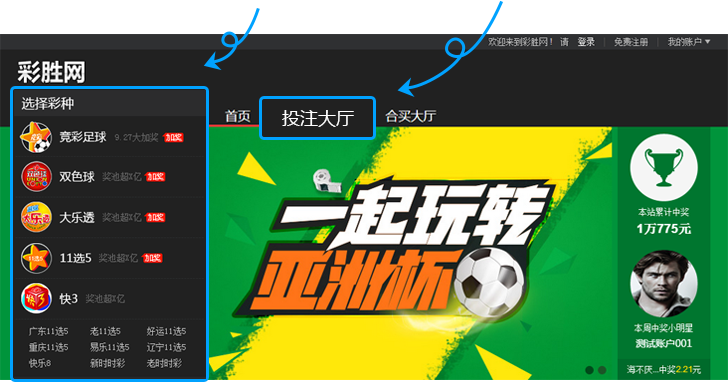 欢迎来到彩胜网！ 请 登录 免费注册 我的账户
彩胜网
选择彩种
首页 投注大厅 合买大厅
竞彩足球 9.27大加奖 加奖
双色球 奖池超X亿 加奖
大乐透 奖池超X亿 加奖
11选5 奖池超X亿 加奖
快3 奖池超X亿
广东11选5 老11选5 好运11选5
重庆11选5 易乐11选5 辽宁11选5
快乐8 新时时彩 老时时彩
一起玩转
亚洲杯
本站累计中奖
1万775元
本周中奖小明星
测试账户001
海不厌...中奖2.21元